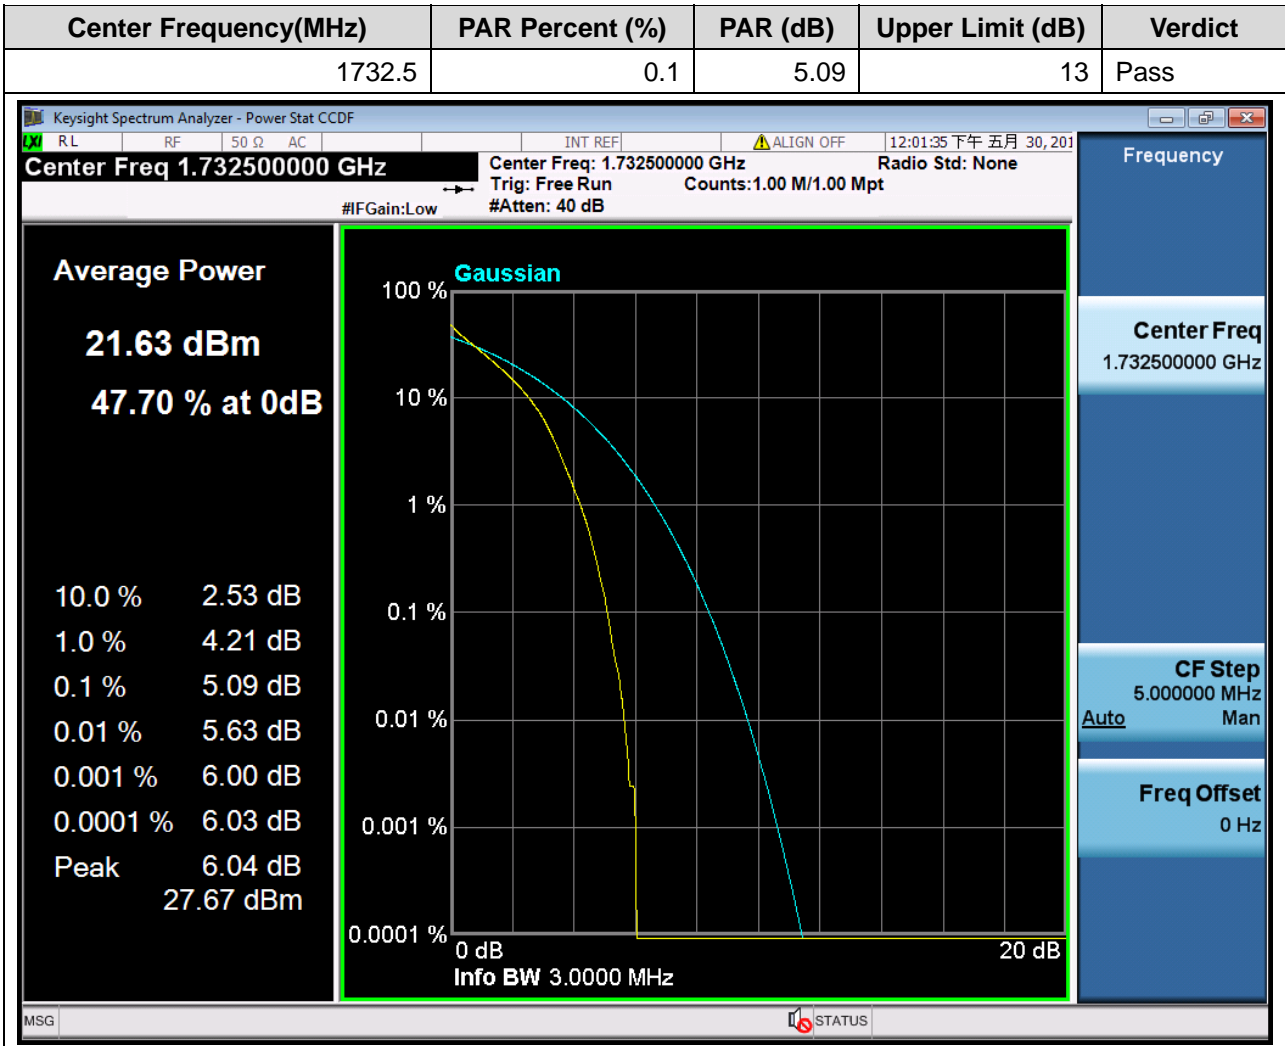 Center Frequency(MHz) PAR Percent (%) PAR (dB) Upper Limit (dB) Verdict
1732.5 0.1 5.09 13 Pass
Keysight Spectrum Analyzer - Power Stat CCDF
LXI RL RF 50 Ω AC INT REF ALIGN OFF 12:01:35 下午 五月 30, 201
Center Freq 1.732500000 GHz
Center Freq: 1.732500000 GHz Radio Std: None
Trig: Free Run Counts:1.00 M/1.00 Mpt
#IFGain:Low #Atten: 40 dB
Frequency
Average Power
21.63 dBm
47.70 % at 0dB
10.0 % 2.53 dB
1.0 % 4.21 dB
0.1 % 5.09 dB
0.01 % 5.63 dB
0.001 % 6.00 dB
0.0001 % 6.03 dB
Peak 6.04 dB
27.67 dBm
Gaussian
100 %
10 %
1 %
0.1 %
0.01 %
0.001 %
0.0001 %
0 dB 20 dB
Info BW 3.0000 MHz
Center Freq
1.732500000 GHz
CF Step
5.000000 MHz
Auto Man
Freq Offset
0 Hz
MSG STATUS